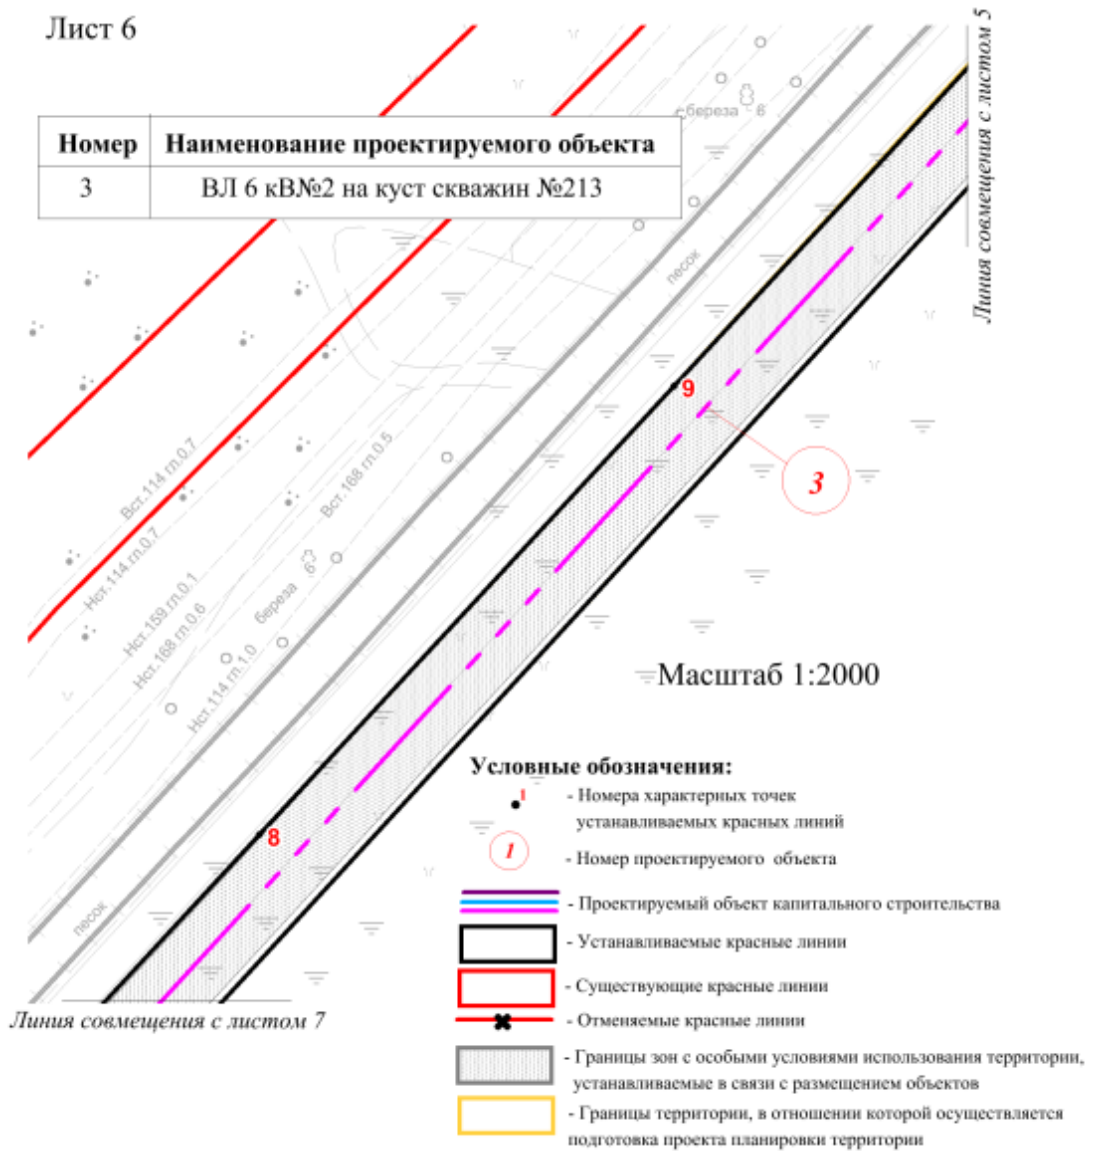 Лист 6
Линия совмещения с листом 5
Номер Наименование проектируемого объекта
3 ВЛ 6 кВ№2 на куст скважин №213
береза 6
песок
9
3
Вст.114 гл.0.7
Вст.168 гл.0.5
Нст.114 гл.0.7
Нст.159 гл.0.1
Нст.168 гл.0.6
Нст.114 гл.1.0
береза 6
Масштаб 1:2000
8
песок
Линия совмещения с листом 7
Условные обозначения:
1 - Номера характерных точек
устанавливаемых красных линий
1 - Номер проектируемого объекта
- Проектируемый объект капитального строительства
- Устанавливаемые красные линии
- Существующие красные линии
- Отменяемые красные линии
- Границы зон с особыми условиями использования территории,
устанавливаемые в связи с размещением объектов
- Границы территории, в отношении которой осуществляется
подготовка проекта планировки территории